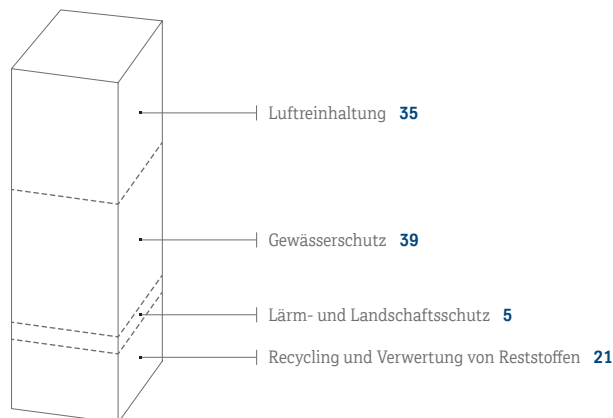 Luftreinhaltung 35
Gewässerschutz 39
Lärm- und Landschaftsschutz 5
Recycling und Verwertung von Reststoffen 21